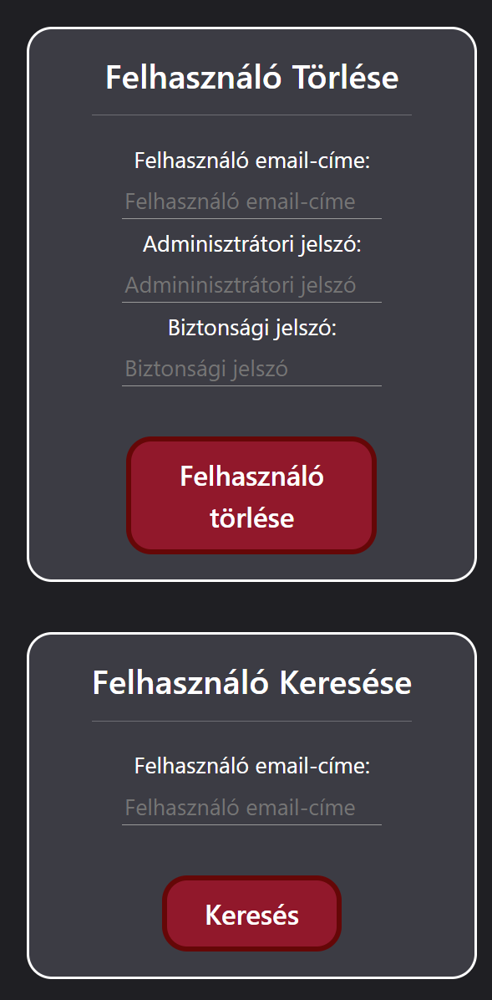 Felhasználó Törlése
Felhasználó email-címe:
Felhasználó email-címe
Adminisztrátori jelszó:
Admininisztrátori jelszó
Biztonsági jelszó:
Biztonsági jelszó
Felhasználó
törlése
Felhasználó Keresése
Felhasználó email-címe:
Felhasználó email-címe
Keresés